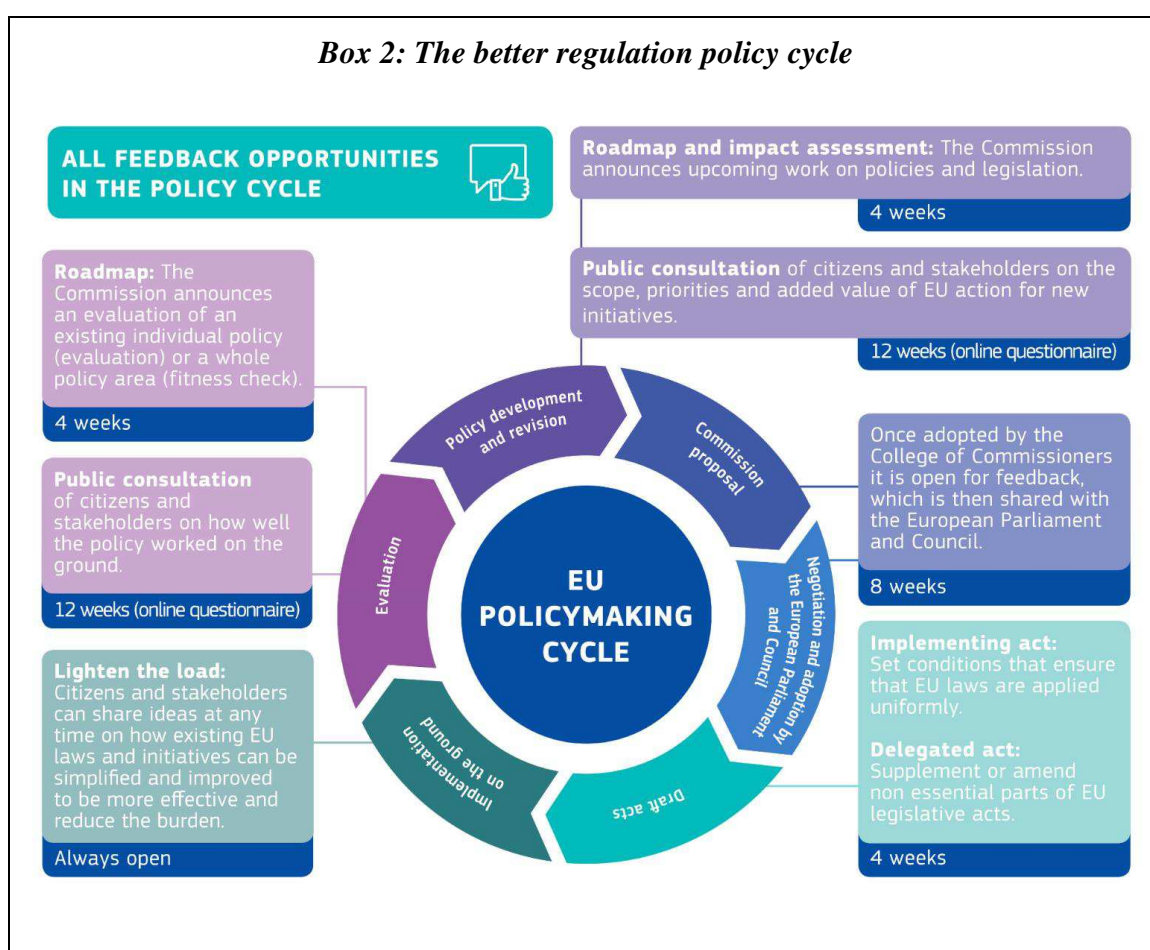 Box 2: The better regulation policy cycle
ALL FEEDBACK OPPORTUNITIES
IN THE POLICY CYCLE
Roadmap and impact assessment: The Commission
announces upcoming work on policies and legislation.
4 weeks
Public consultation of citizens and stakeholders on the
scope, priorities and added value of EU action for new
initiatives.
12 weeks (online questionnaire)
Roadmap: The
Commission announces
an evaluation of an
existing individual policy
(evaluation) or a whole
policy area (fitness check).
4 weeks
Public consultation
of citizens and
stakeholders on how well
the policy worked on the
ground.
12 weeks (online questionnaire)
Lighten the load:
Citizens and stakeholders
can share ideas at any
time on how existing EU
laws and initiatives can be
simplified and improved
to be more effective and
reduce the burden.
Always open
Policy development
and revision
Commission
proposal
Negotiation and adoption by
the European Parliament
and Council
Draft acts
Implementation
on the ground
Evaluation
EU
POLICYMAKING
CYCLE
Once adopted by the
College of Commissioners
it is open for feedback,
which is then shared with
the European Parliament
and Council.
8 weeks
Implementing act:
Set conditions that ensure
that EU laws are applied
uniformly.
Delegated act:
Supplement or amend
non essential parts of EU
legislative acts.
4 weeks